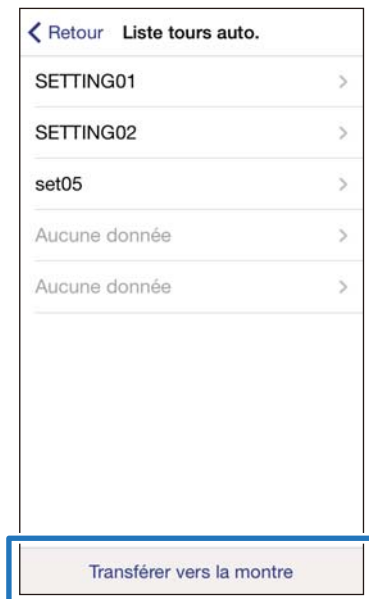 Retour Liste tours auto.
SETTING01
SETTING02
set05
Aucune donnée
Aucune donnée
Transférer vers la montre